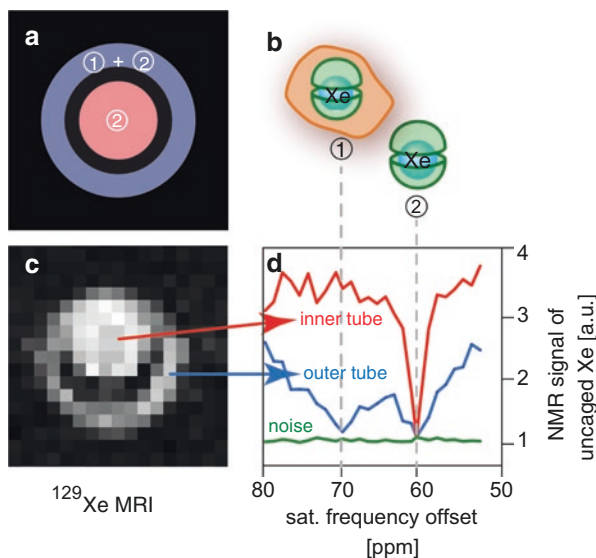 a
① + ②
②
b
Xe
①
Xe
②
c
129Xe MRI
d
inner tube
outer tube
noise
4
3
2
1
NMR signal of
uncaged Xe [a.u.]
80 70 60 50
sat. frequency offset
[ppm]